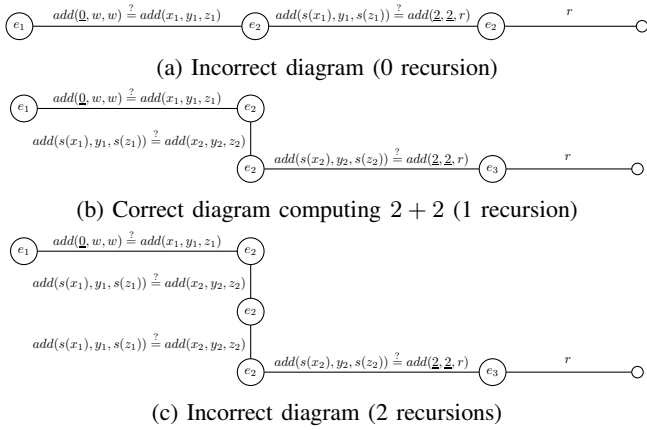 e₁ add(0, w, w) ≟ add(x₁, y₁, z₁) e₂ add(s(x₁), y₁, s(z₁)) ≟ add(2, 2, r) e₂ r
(a) Incorrect diagram (0 recursion)
e₁ add(0, w, w) ≟ add(x₁, y₁, z₁) e₂
add(s(x₁), y₁, s(z₁)) ≟ add(x₂, y₂, z₂)
e₂ add(s(x₂), y₂, s(z₂)) ≟ add(2, 2, r) e₃ r
(b) Correct diagram computing 2 + 2 (1 recursion)
e₁ add(0, w, w) ≟ add(x₁, y₁, z₁) e₂
add(s(x₁), y₁, s(z₁)) ≟ add(x₂, y₂, z₂)
e₂
add(s(x₁), y₁, s(z₁)) ≟ add(x₂, y₂, z₂)
e₂ add(s(x₂), y₂, s(z₂)) ≟ add(2, 2, r) e₃ r
(c) Incorrect diagram (2 recursions)